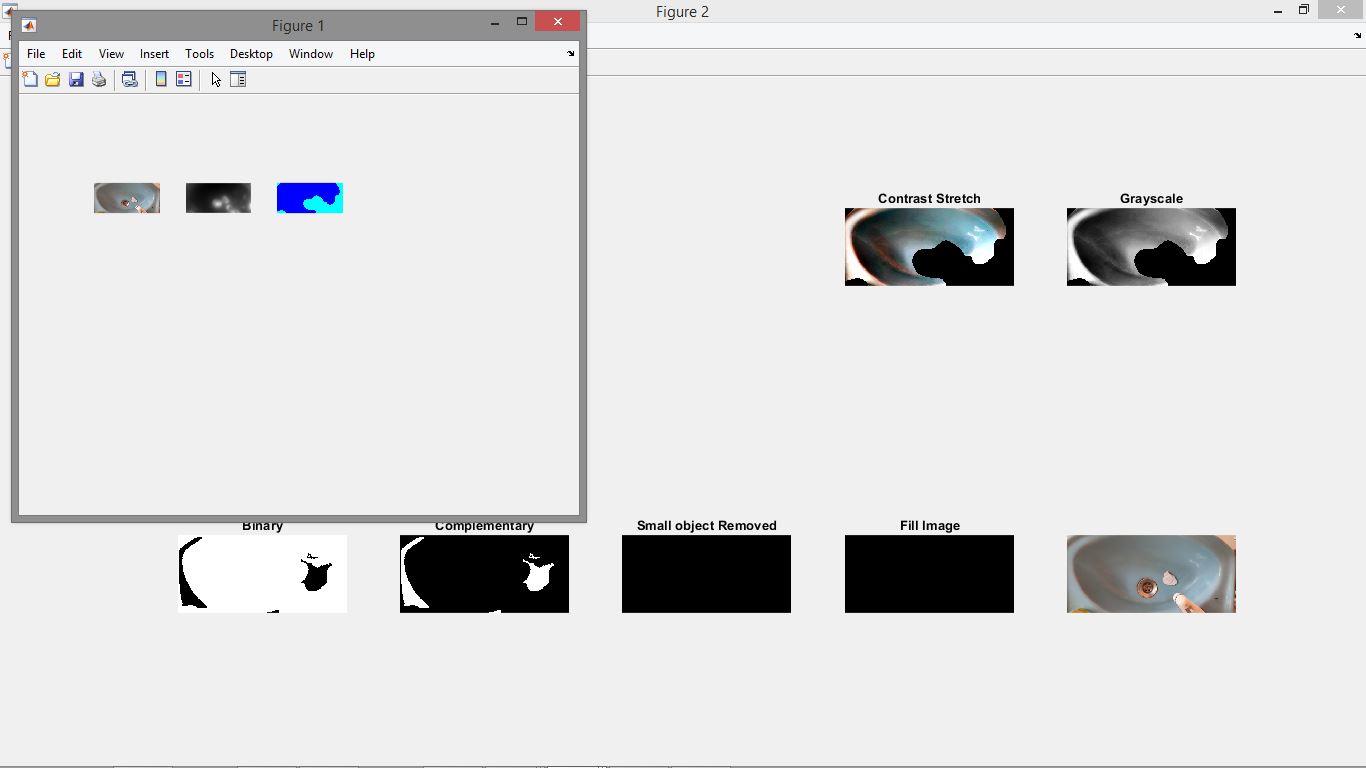 Figure 2
Figure 1
File Edit View Insert Tools Desktop Window Help
Contrast Stretch Grayscale
Binary Complementary Small object Removed Fill Image